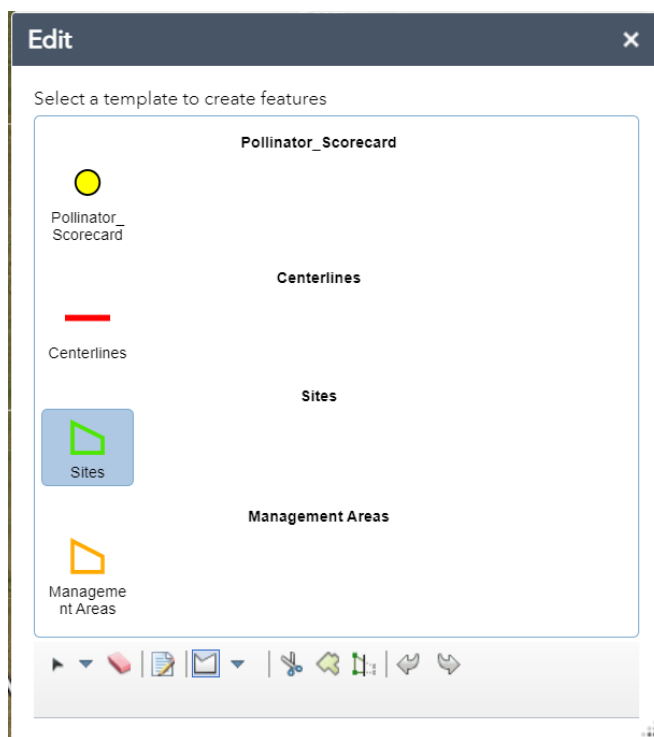 Edit
Select a template to create features
Pollinator_Scorecard
Pollinator_
Scorecard
Centerlines
Centerlines
Sites
Sites
Management Areas
Manageme
nt Areas